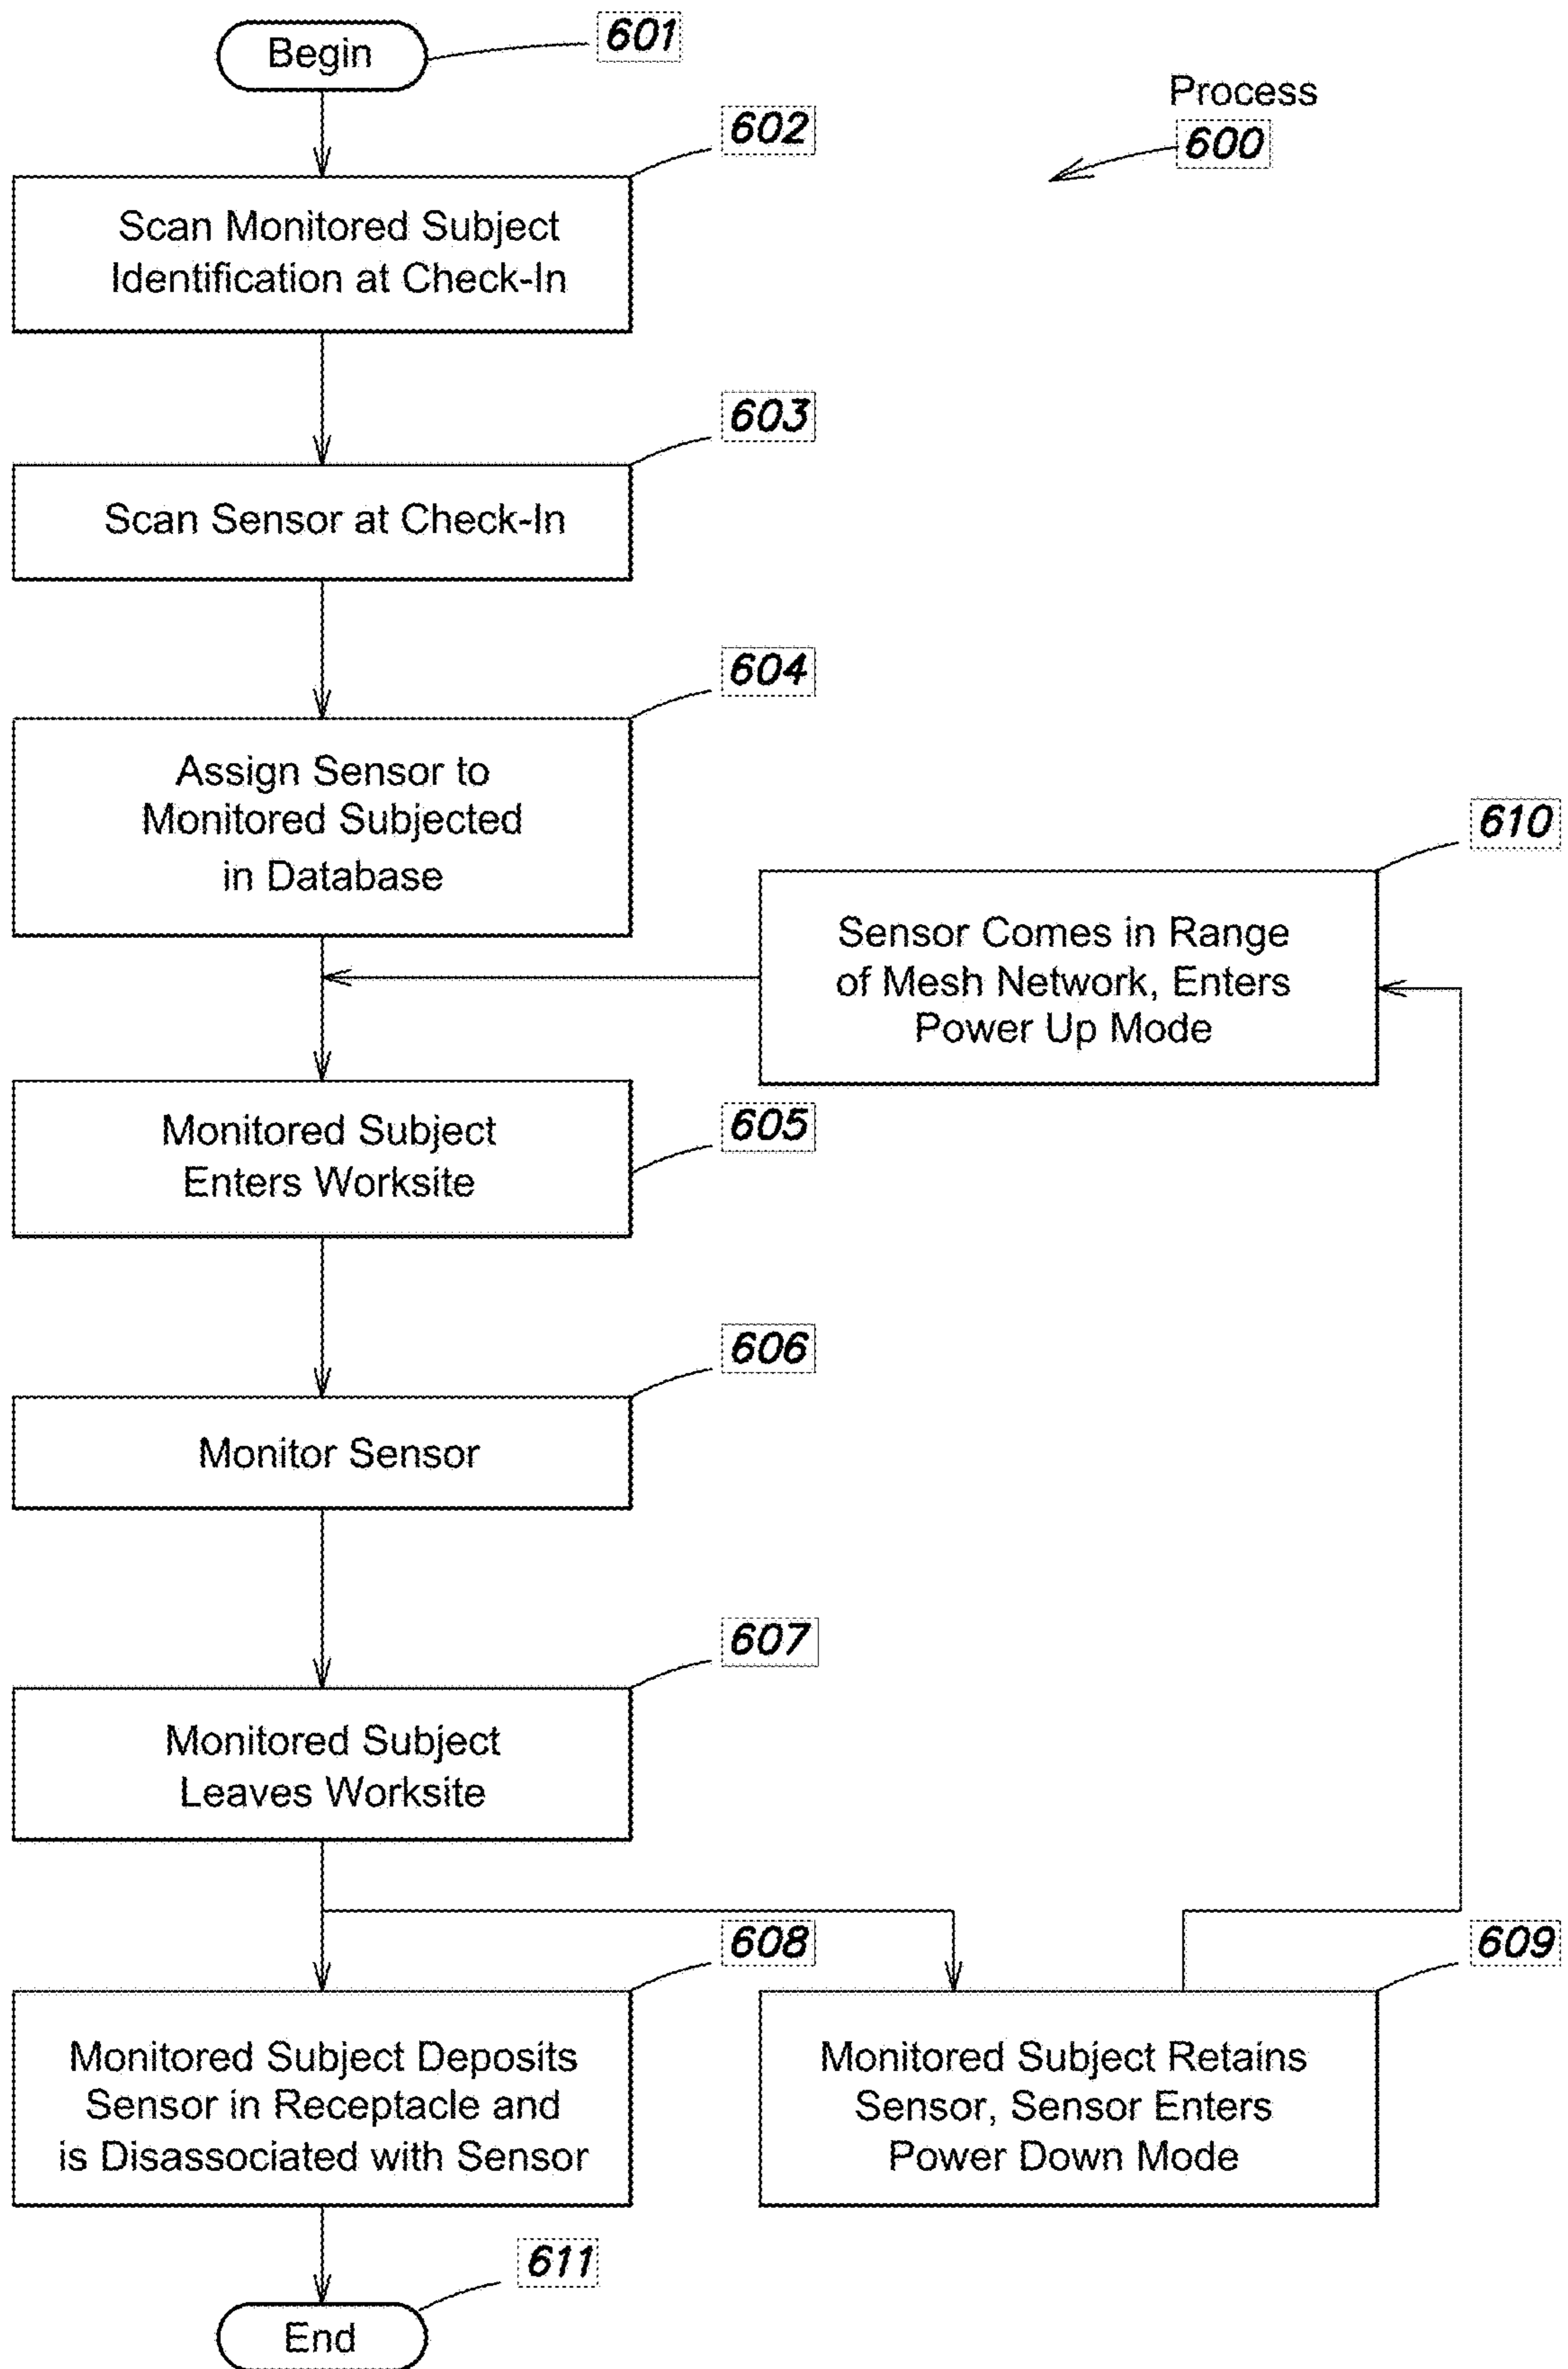 Begin
601
Process
600
602
Scan Monitored Subject
Identification at Check-In
603
Scan Sensor at Check-In
604
Assign Sensor to
Monitored Subjected
in Database
610
Sensor Comes in Range
of Mesh Network, Enters
Power Up Mode
605
Monitored Subject
Enters Worksite
606
Monitor Sensor
607
Monitored Subject
Leaves Worksite
608
Monitored Subject Deposits
Sensor in Receptacle and
is Disassociated with Sensor
609
Monitored Subject Retains
Sensor, Sensor Enters
Power Down Mode
611
End